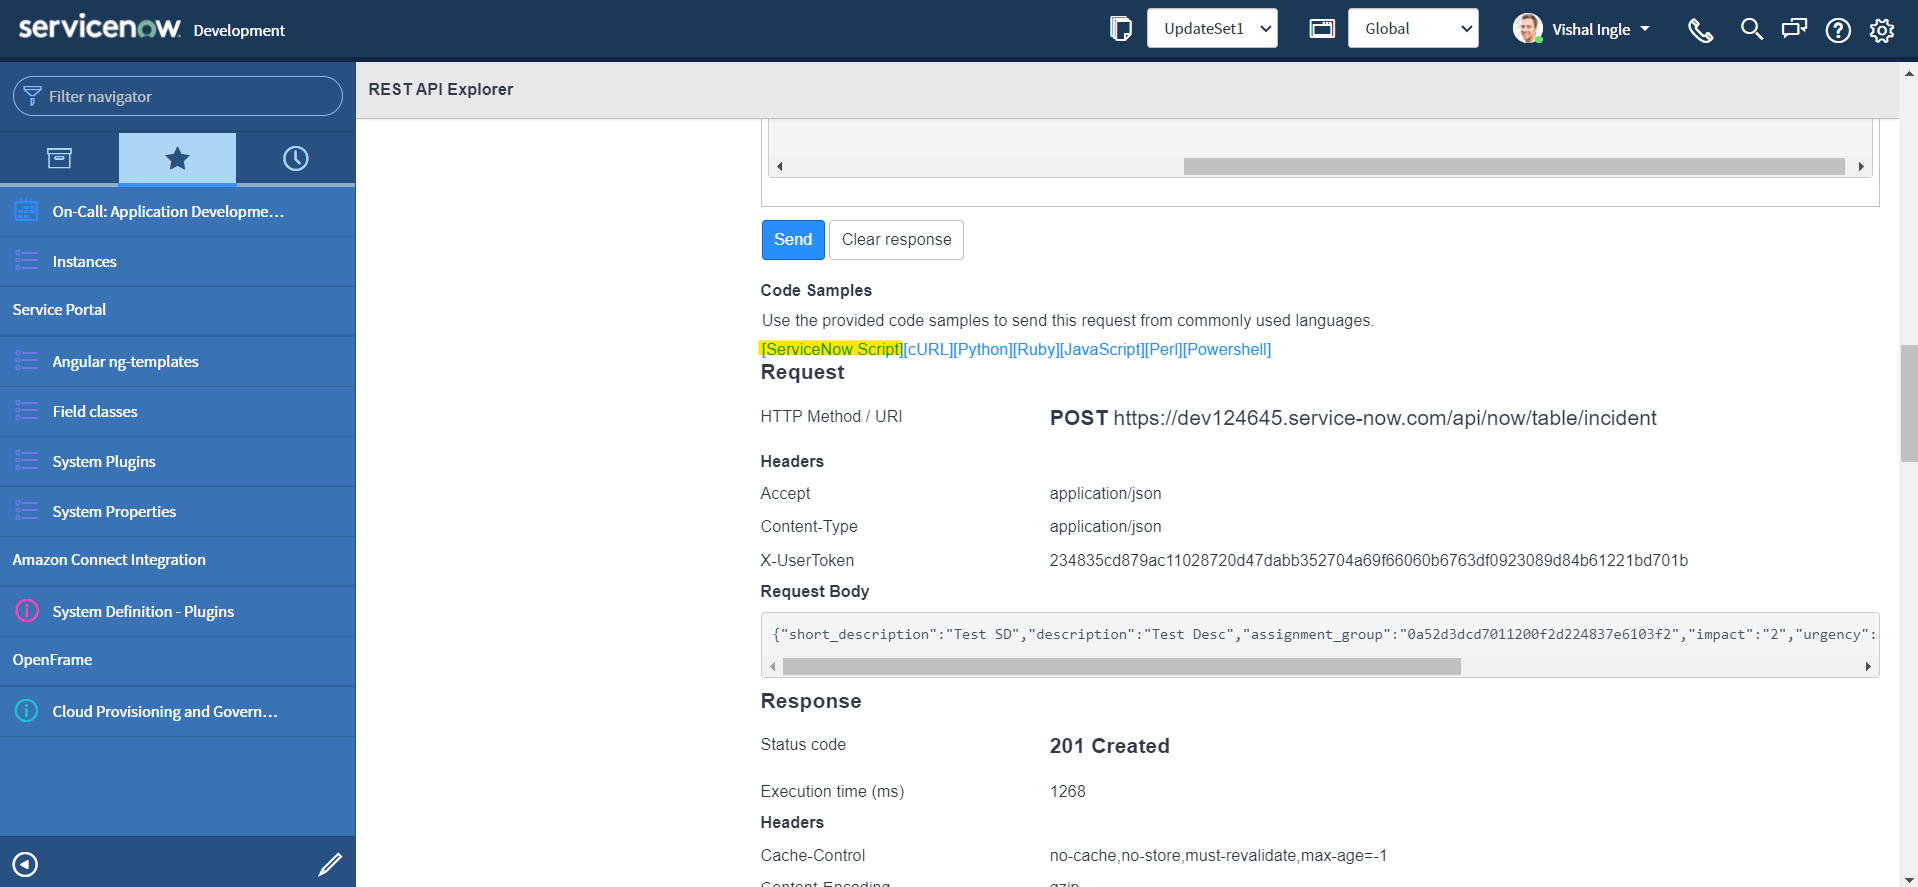 servicenow Development
UpdateSet1
Global
Vishal Ingle
Filter navigator
On-Call: Application Developme…
Instances
Service Portal
Angular ng-templates
Field classes
System Plugins
System Properties
Amazon Connect Integration
System Definition - Plugins
OpenFrame
Cloud Provisioning and Govern…
REST API Explorer
Send
Clear response
Code Samples
Use the provided code samples to send this request from commonly used languages.
[ServiceNow Script][cURL][Python][Ruby][JavaScript][Perl][Powershell]
Request
HTTP Method / URI POST https://dev124645.service-now.com/api/now/table/incident
Headers
Accept application/json
Content-Type application/json
X-UserToken 234835cd879ac11028720d47dabb352704a69f66060b6763df0923089d84b61221bd701b
Request Body
{"short_description":"Test SD","description":"Test Desc","assignment_group":"0a52d3dcd7011200f2d224837e6103f2","impact":"2","urgency":
Response
Status code 201 Created
Execution time (ms) 1268
Headers
Cache-Control no-cache,no-store,must-revalidate,max-age=-1
Content-Encoding gzip